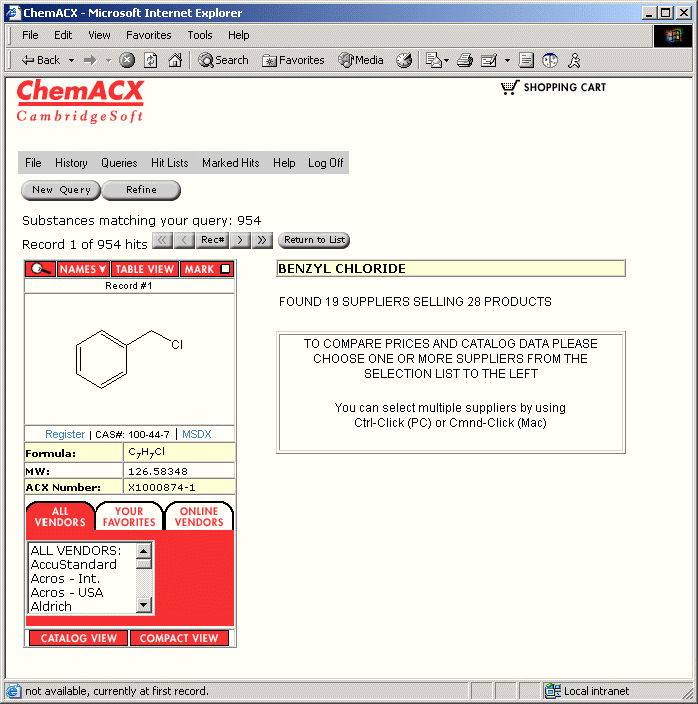 ChemACX - Microsoft Internet Explorer
File Edit View Favorites Tools Help
Back Search Favorites Media
ChemACX
CambridgeSoft
SHOPPING CART
File History Queries Hit Lists Marked Hits Help Log Off
New Query Refine
Substances matching your query: 954
Record 1 of 954 hits << < Rec# > >> Return to List
NAMES TABLE VIEW MARK
Record #1
Cl
Register | CAS#: 100-44-7 | MSDX
Formula: C7H7Cl
MW: 126.58348
ACX Number: X1000874-1
ALL VENDORS
YOUR FAVORITES
ONLINE VENDORS
ALL VENDORS:
AccuStandard
Acros - Int.
Acros - USA
Aldrich
CATALOG VIEW COMPACT VIEW
BENZYL CHLORIDE
FOUND 19 SUPPLIERS SELLING 28 PRODUCTS
TO COMPARE PRICES AND CATALOG DATA PLEASE
CHOOSE ONE OR MORE SUPPLIERS FROM THE
SELECTION LIST TO THE LEFT
You can select multiple suppliers by using
Ctrl-Click (PC) or Cmnd-Click (Mac)
not available, currently at first record.
Local intranet